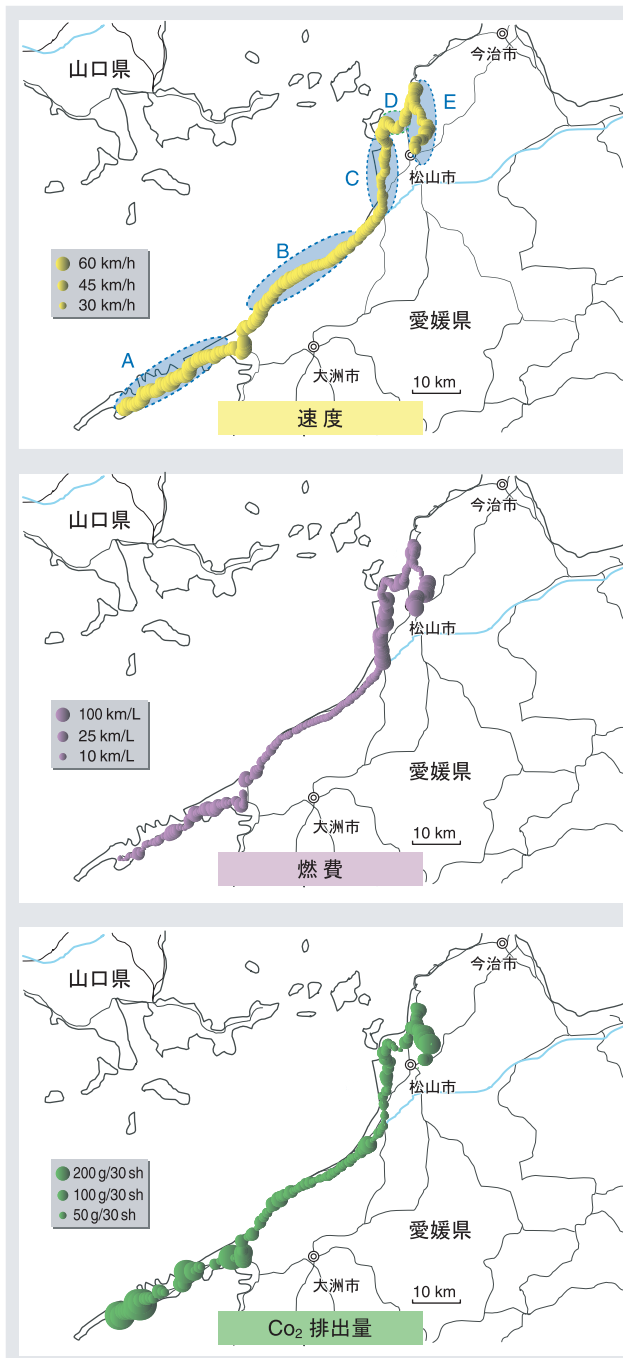 今治市
山口県
D
E
松山市
C
B
60 km/h
45 km/h
30 km/h
愛媛県
A
大洲市
10 km
速度
今治市
山口県
松山市
100 km/L
25 km/L
10 km/L
愛媛県
大洲市
10 km
燃費
今治市
山口県
松山市
200 g/30 sh
100 g/30 sh
50 g/30 sh
愛媛県
大洲市
10 km
Co₂ 排出量